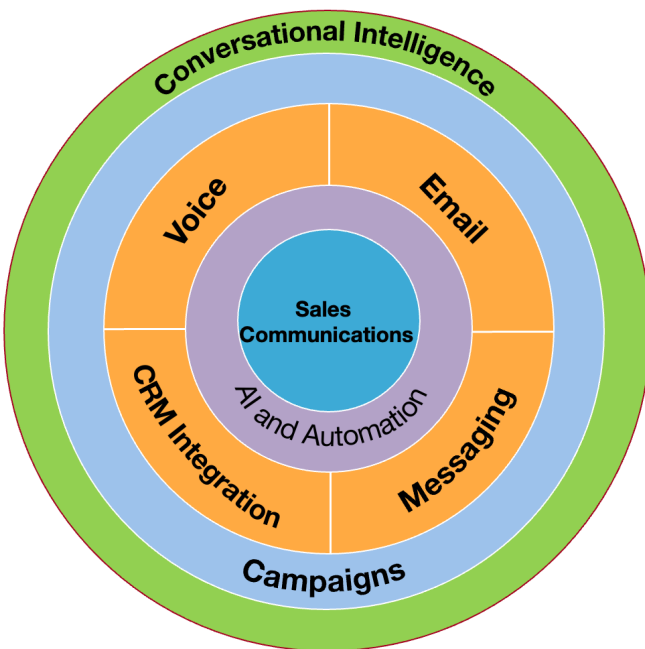 Conversational Intelligence
Voice
Email
Sales
Communications
AI and Automation
CRM Integration
Messaging
Campaigns